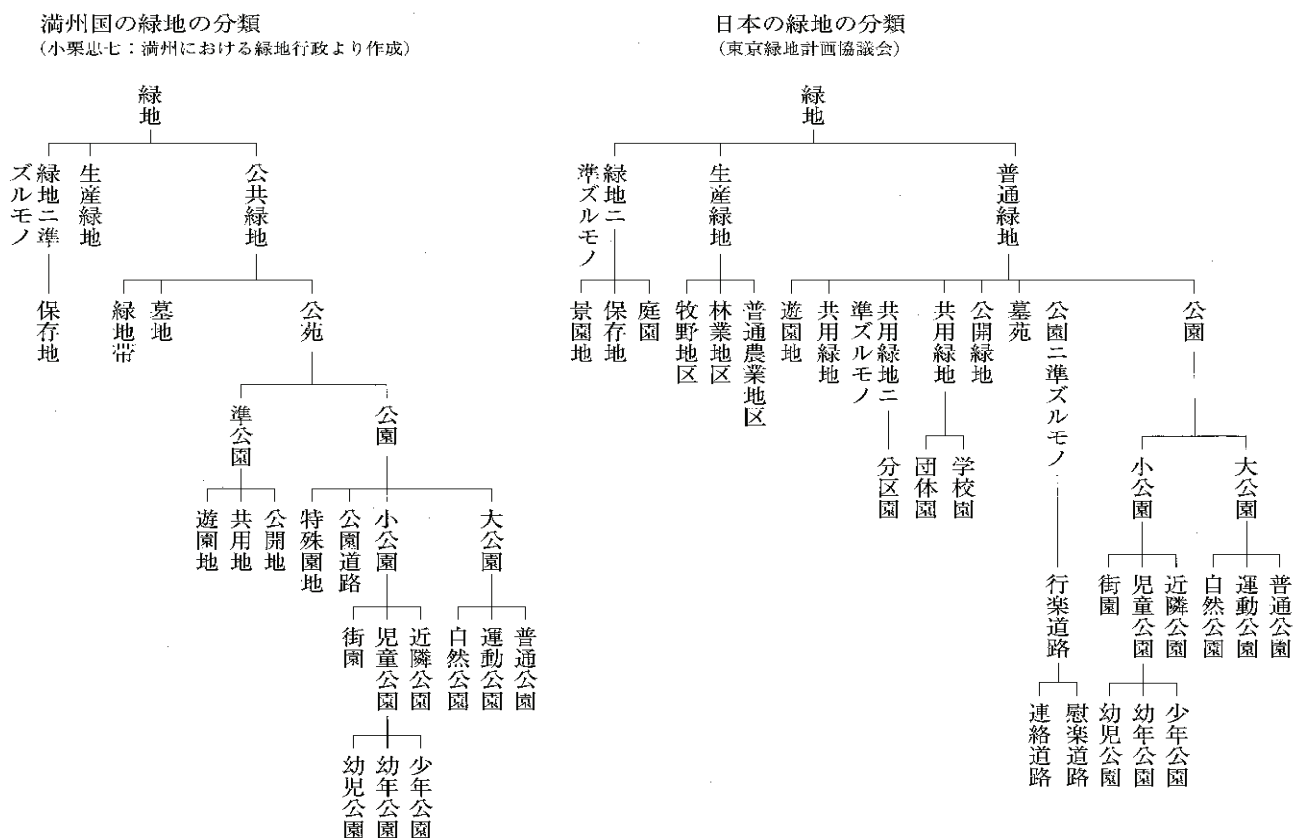 満州国の緑地の分類
(小栗忠七：満州における緑地行政より作成)
緑地
公共緑地
生産緑地
緑地ニ準
ズルモノ
公苑
墓地
緑地帯
保存地
公園
準公園
大公園
小公園
公園道路
特殊園地
公開地
共用地
遊園地
普通公園
運動公園
自然公園
近隣公園
児童公園
街園
少年公園
幼年公園
幼児公園
日本の緑地の分類
(東京緑地計画協議会)
緑地
普通緑地
生産緑地
緑地ニ
準ズルモノ
公園
公園ニ準ズルモノ
墓苑
公開緑地
共用緑地
共用緑地ニ
準ズルモノ
共用緑地
遊園地
普通農業地区
林業地区
牧野地区
庭園
保存地
景園地
大公園
小公園
学校園
団体園
分区園
普通公園
運動公園
自然公園
近隣公園
児童公園
街園
行楽道路
少年公園
幼年公園
幼児公園
慰楽道路
連絡道路